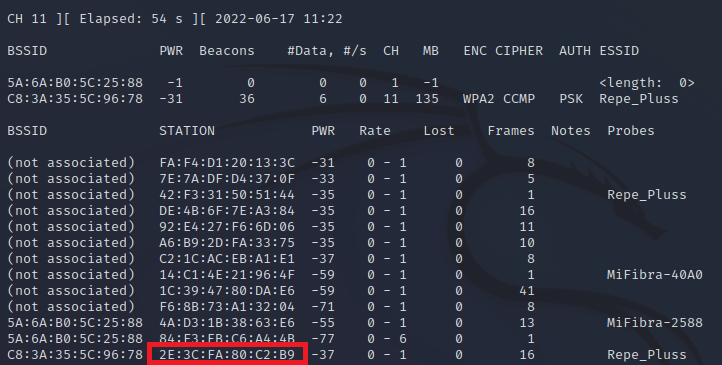 CH 11 ][ Elapsed: 54 s ][ 2022-06-17 11:22
BSSID PWR Beacons #Data, #/s CH MB ENC CIPHER AUTH ESSID
5A:6A:B0:5C:25:88 -1 0 0 0 1 -1 <length: 0>
C8:3A:35:5C:96:78 -31 36 6 0 11 135 WPA2 CCMP PSK Repe_Pluss
BSSID STATION PWR Rate Lost Frames Notes Probes
(not associated) FA:F4:D1:20:13:3C -31 0 - 1 0 8
(not associated) 7E:7A:DF:D4:37:0F -33 0 - 1 0 5
(not associated) 42:F3:31:50:51:44 -35 0 - 1 0 1 Repe_Pluss
(not associated) DE:4B:6F:7E:A3:84 -35 0 - 1 0 16
(not associated) 92:E4:27:F6:6D:06 -35 0 - 1 0 11
(not associated) A6:B9:2D:FA:33:75 -35 0 - 1 0 10
(not associated) C2:1C:AC:EB:A1:E1 -37 0 - 1 0 8
(not associated) 14:C1:4E:21:96:4F -59 0 - 1 0 1 MiFibra-40A0
(not associated) 1C:39:47:80:DA:E6 -59 0 - 1 0 41
(not associated) F6:8B:73:A1:32:04 -71 0 - 1 0 8
5A:6A:B0:5C:25:88 4A:D3:1B:38:63:E6 -55 0 - 1 0 13 MiFibra-2588
5A:6A:B0:5C:25:88 84:F3:EB:C6:A4:4B -77 0 - 6 0 1
C8:3A:35:5C:96:78 2E:3C:FA:80:C2:B9 -37 0 - 1 0 16 Repe_Pluss